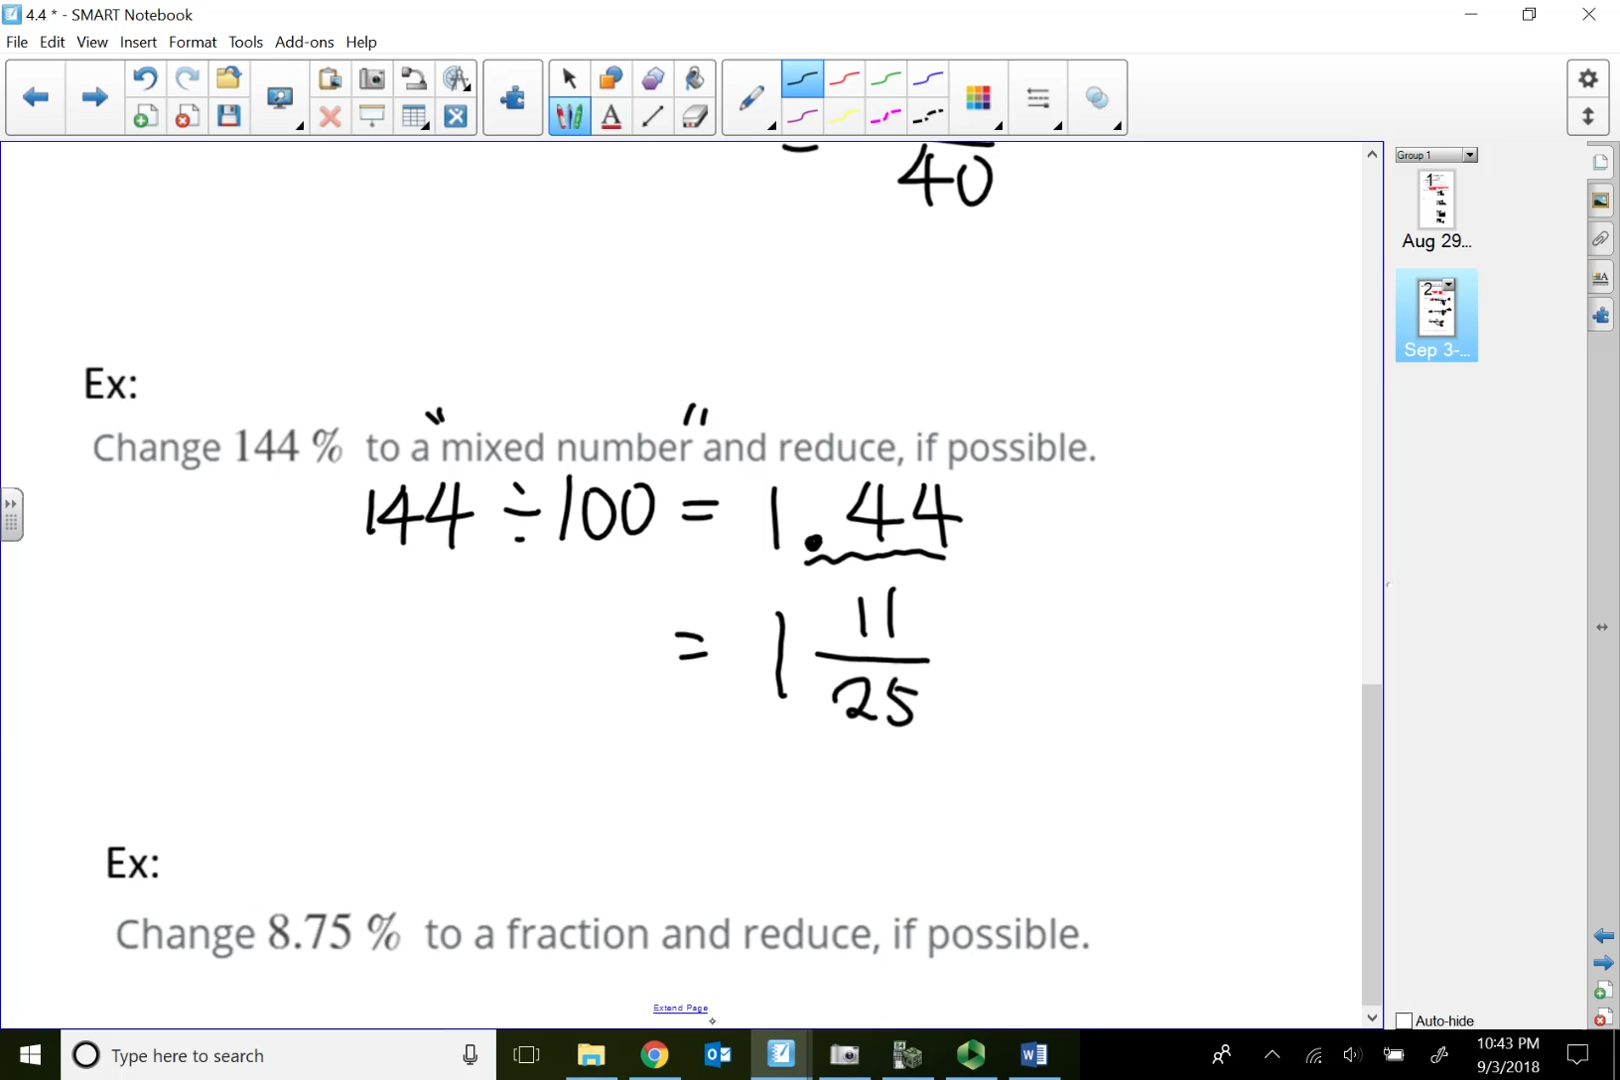 4.4 * - SMART Notebook
File Edit View Insert Format Tools Add-ons Help
=
40
Group 1
1
Aug 29...
2
Sep 3-...
Ex:
Change 144 % to a "mixed number" and reduce, if possible.
144 ÷ 100 = 1.44
= 1 11/25
Ex:
Change 8.75 % to a fraction and reduce, if possible.
Extend Page
Auto-hide
Type here to search
10:43 PM
9/3/2018